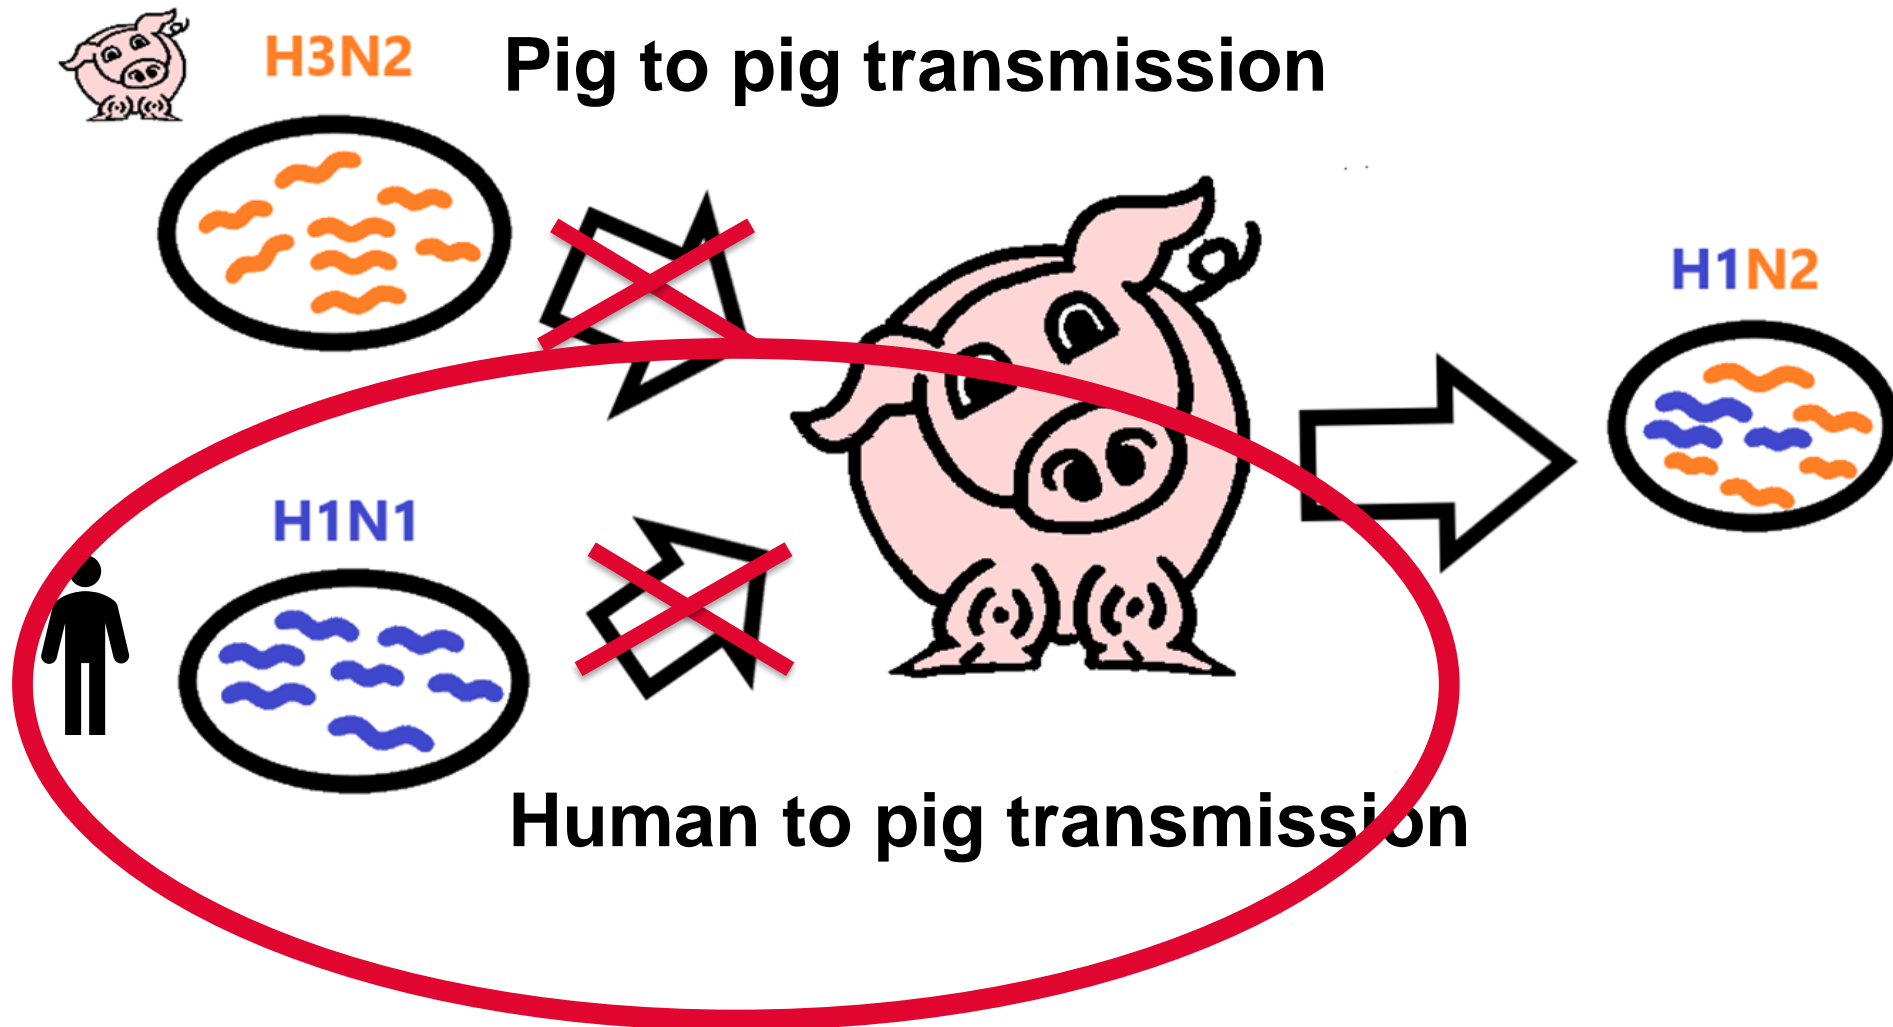 H3N2
Pig to pig transmission
H1N2
H1N1
Human to pig transmission